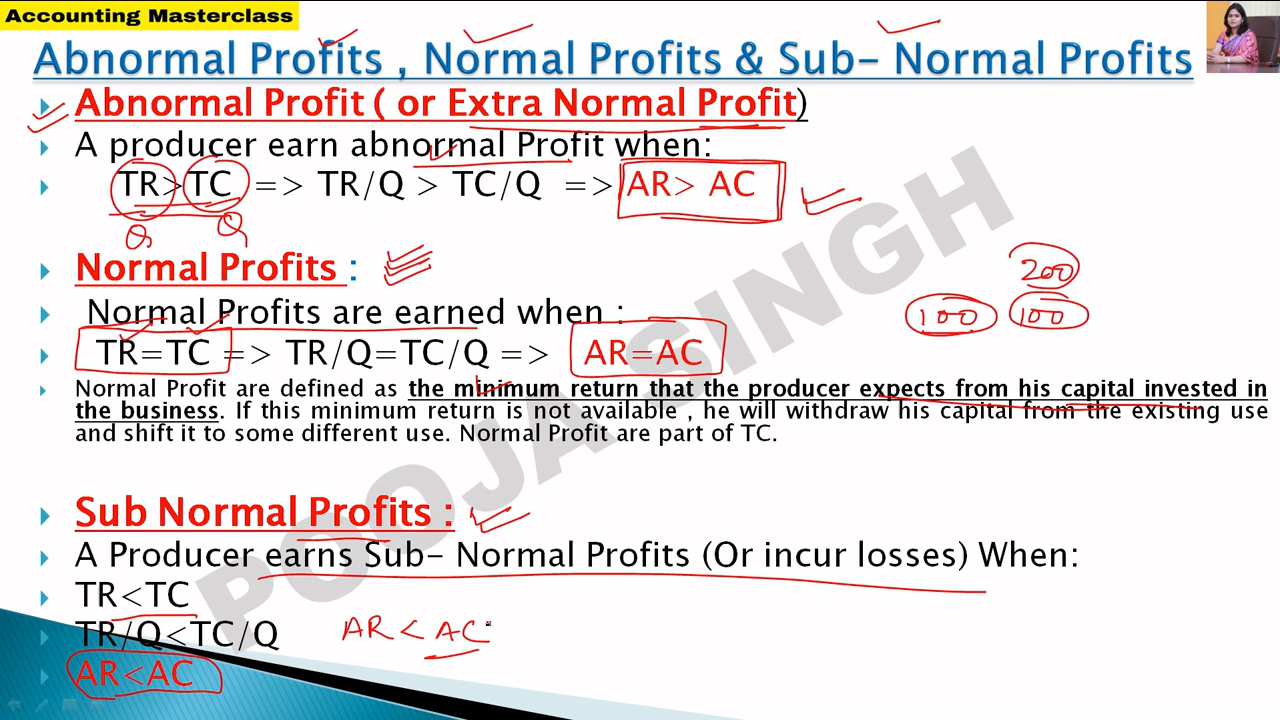 Accounting Masterclass
Abnormal Profits , Normal Profits & Sub- Normal Profits
Abnormal Profit ( or Extra Normal Profit)
A producer earn abnormal Profit when:
TR>TC => TR/Q > TC/Q => AR> AC
Q Q
Normal Profits :
200
Normal Profits are earned when :
100 100
TR=TC => TR/Q=TC/Q => AR=AC
Normal Profit are defined as the minimum return that the producer expects from his capital invested in
the business. If this minimum return is not available , he will withdraw his capital from the existing use
and shift it to some different use. Normal Profit are part of TC.
POOJA SINGH
Sub Normal Profits :
A Producer earns Sub- Normal Profits (Or incur losses) When:
TR<TC
TR/Q<TC/Q AR < AC
AR<AC